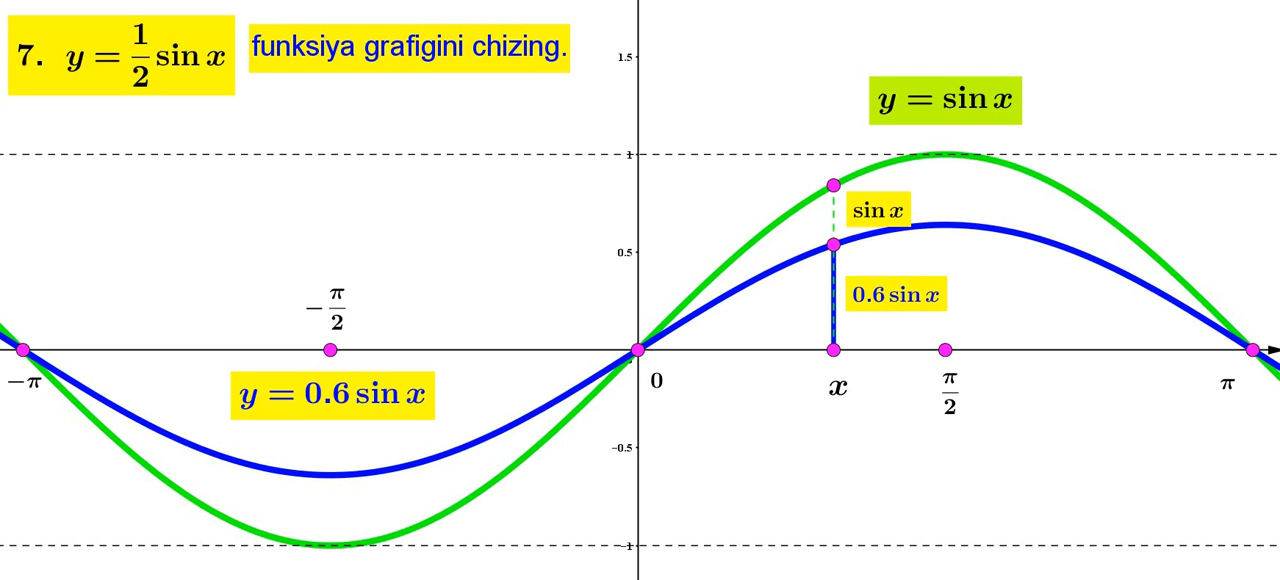 7. y = 1/2 sin x funksiya grafigini chizing.
1.5
y = sin x
1
sin x
0.5
0.6 sin x
−π/2
−π
0
x
π/2
π
y = 0.6 sin x
−0.5
−1